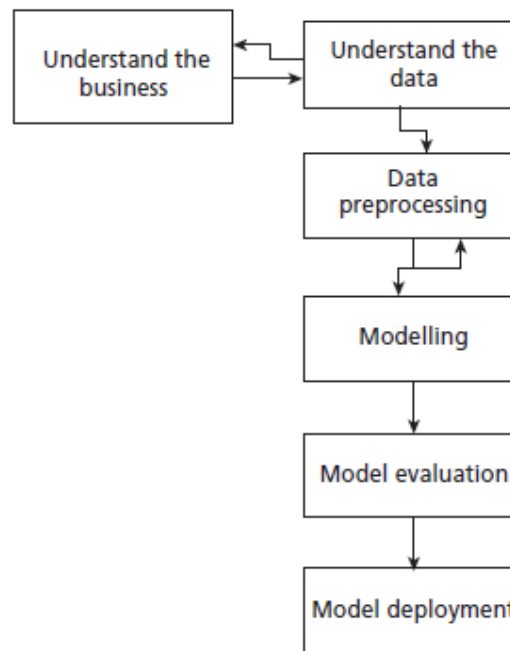 Understand the
business
Understand the
data
Data
preprocessing
Modelling
Model evaluation
Model deployment